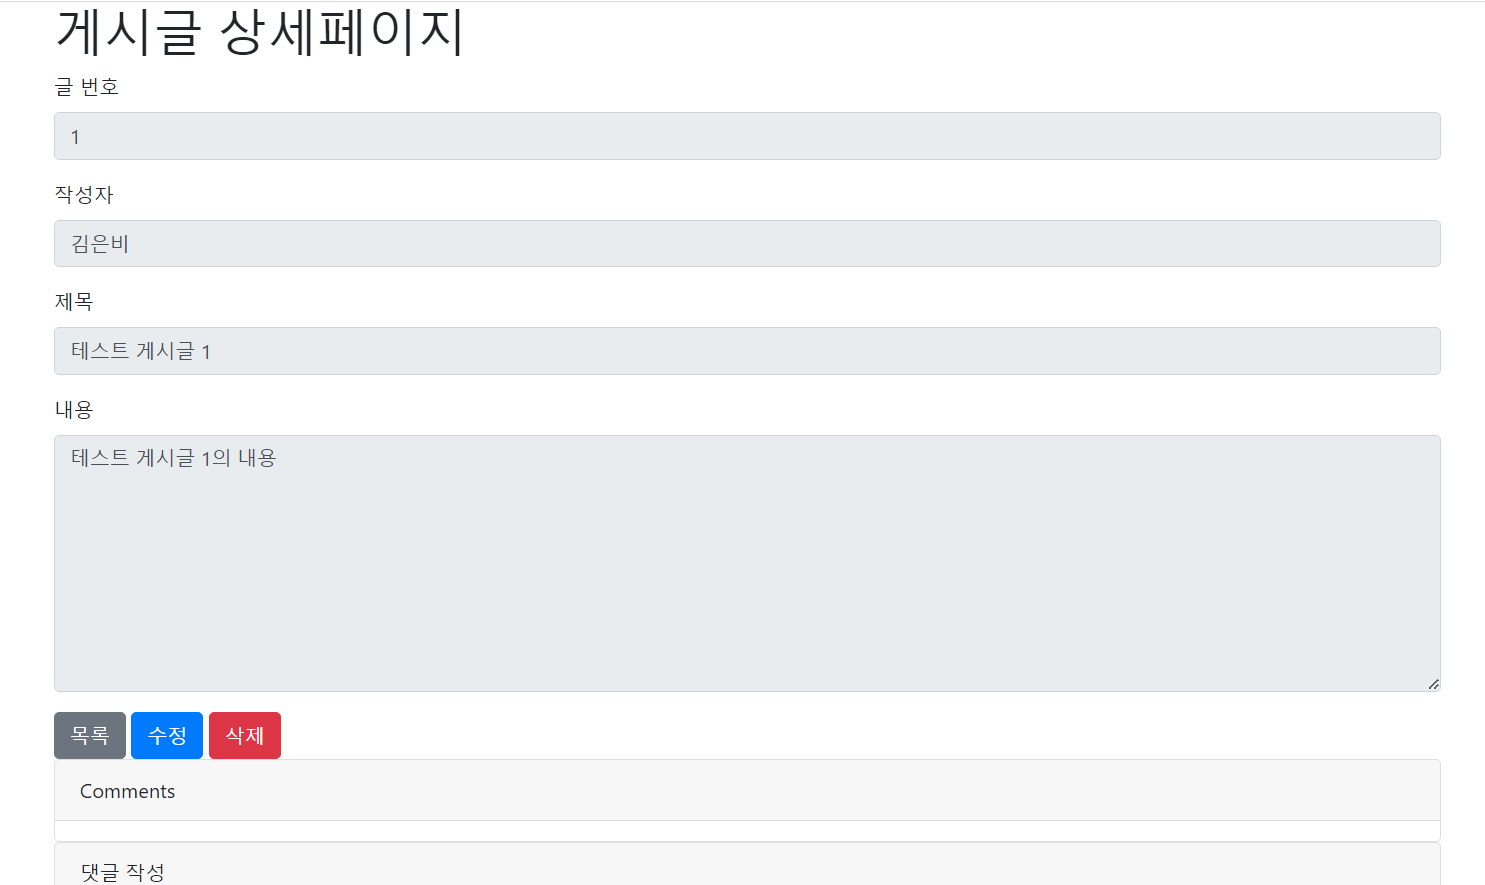 게시글 상세페이지
글 번호
1
작성자
김은비
제목
테스트 게시글 1
내용
테스트 게시글 1의 내용
목록 수정 삭제
Comments
댓글 작성